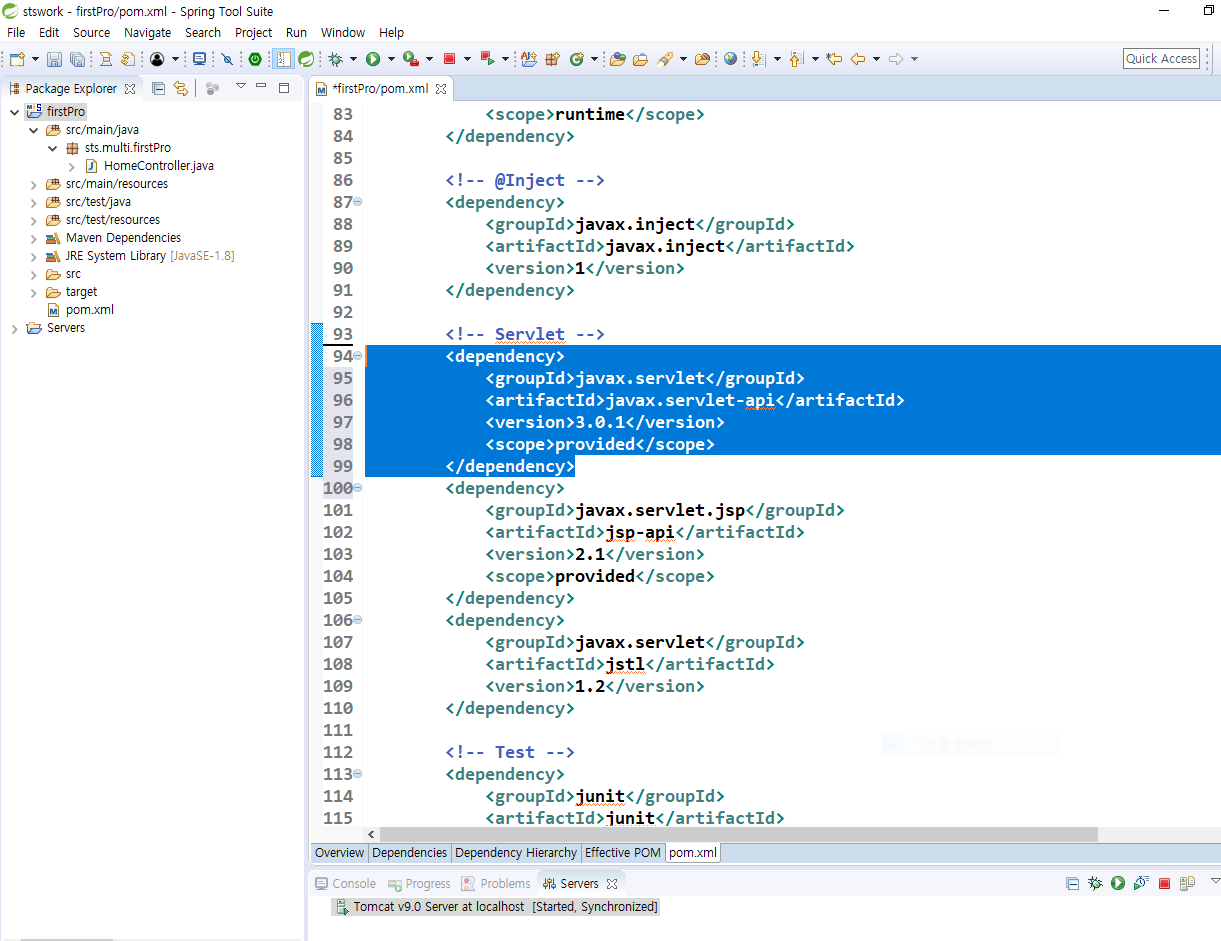 stswork - firstPro/pom.xml - Spring Tool Suite
File Edit Source Navigate Search Project Run Window Help
Quick Access
Package Explorer
firstPro
src/main/java
sts.multi.firstPro
HomeController.java
src/main/resources
src/test/java
src/test/resources
Maven Dependencies
JRE System Library [JavaSE-1.8]
src
target
pom.xml
Servers
*firstPro/pom.xml
83 <scope>runtime</scope>
84 </dependency>
85
86 <!-- @Inject -->
87 <dependency>
88 <groupId>javax.inject</groupId>
89 <artifactId>javax.inject</artifactId>
90 <version>1</version>
91 </dependency>
92
93 <!-- Servlet -->
94 <dependency>
95 <groupId>javax.servlet</groupId>
96 <artifactId>javax.servlet-api</artifactId>
97 <version>3.0.1</version>
98 <scope>provided</scope>
99 </dependency>
100 <dependency>
101 <groupId>javax.servlet.jsp</groupId>
102 <artifactId>jsp-api</artifactId>
103 <version>2.1</version>
104 <scope>provided</scope>
105 </dependency>
106 <dependency>
107 <groupId>javax.servlet</groupId>
108 <artifactId>jstl</artifactId>
109 <version>1.2</version>
110 </dependency>
111
112 <!-- Test -->
113 <dependency>
114 <groupId>junit</groupId>
115 <artifactId>junit</artifactId>
Overview Dependencies Dependency Hierarchy Effective POM pom.xml
Console Progress Problems Servers
Tomcat v9.0 Server at localhost [Started, Synchronized]